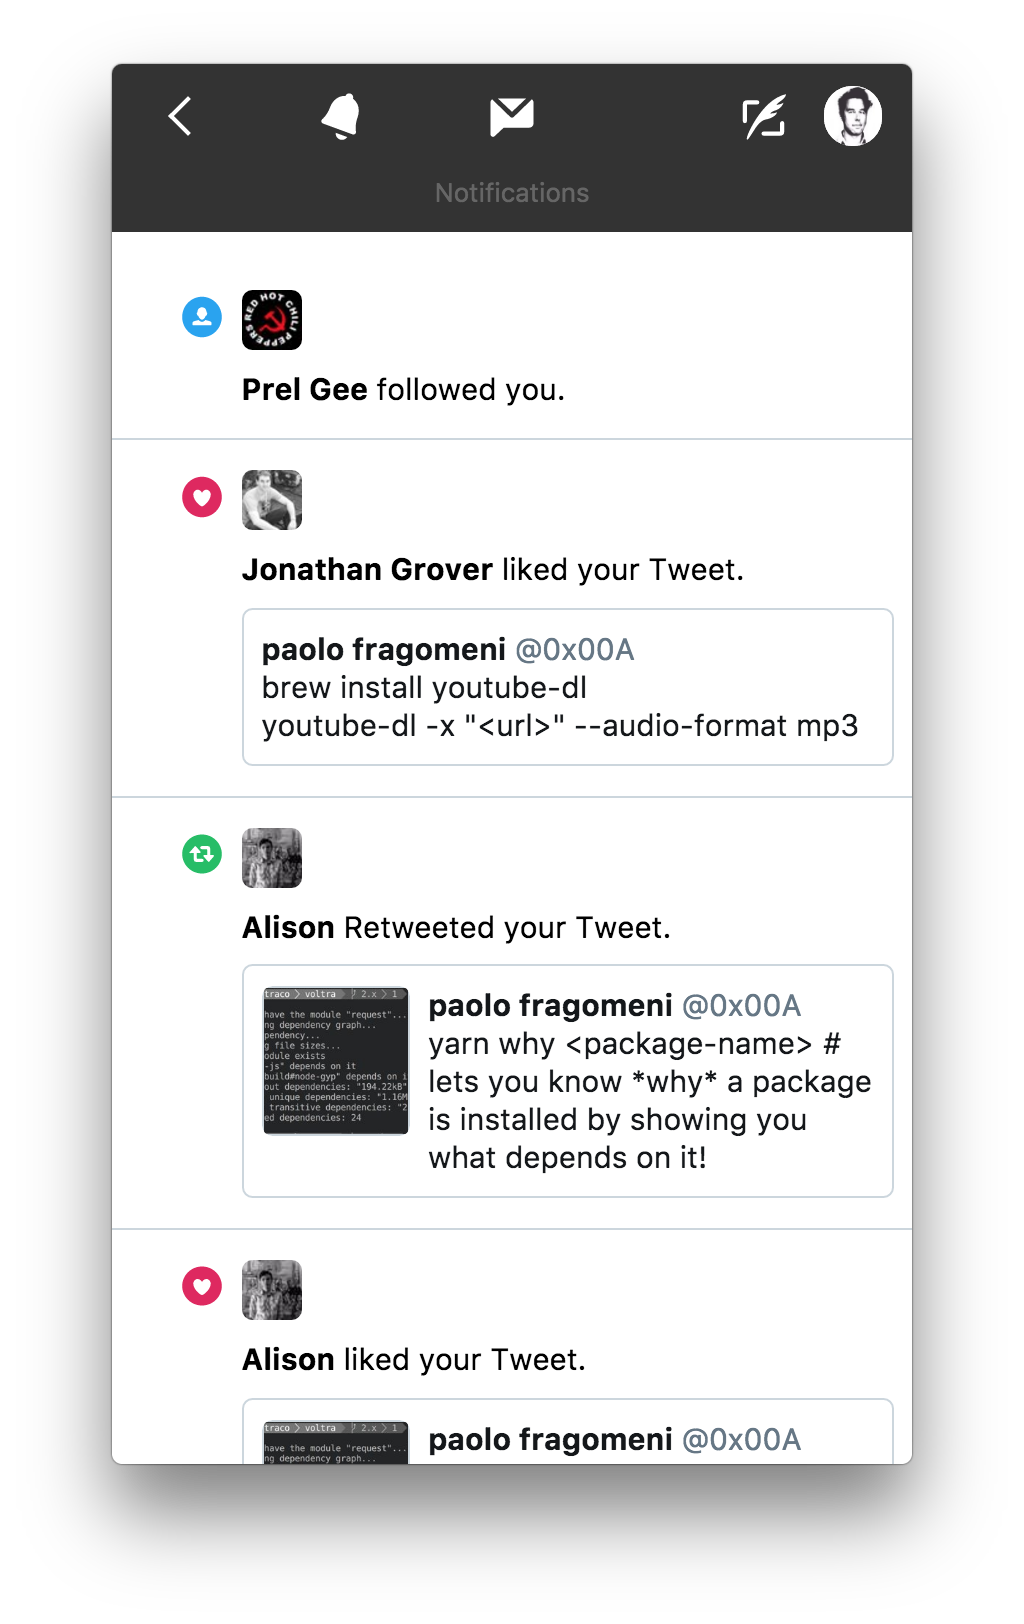 Notifications
RED HOT CHILI PEPPERS
Prel Gee followed you.
Jonathan Grover liked your Tweet.
paolo fragomeni @0x00A
brew install youtube-dl
youtube-dl -x "<url>" --audio-format mp3
Alison Retweeted your Tweet.
traco voltra 2.x 1
have the module "request"...
ng dependency graph...
pendency...
g file sizes...
odule exists
-js" depends on it
build#node-gyp" depends on i
out dependencies: "194.22kB"
unique dependencies: "1.16M
transitive dependencies: "2
ed dependencies: 24
paolo fragomeni @0x00A
yarn why <package-name> #
lets you know *why* a package
is installed by showing you
what depends on it!
Alison liked your Tweet.
traco voltra 2.x 1
have the module "request"...
ng dependency graph...
paolo fragomeni @0x00A